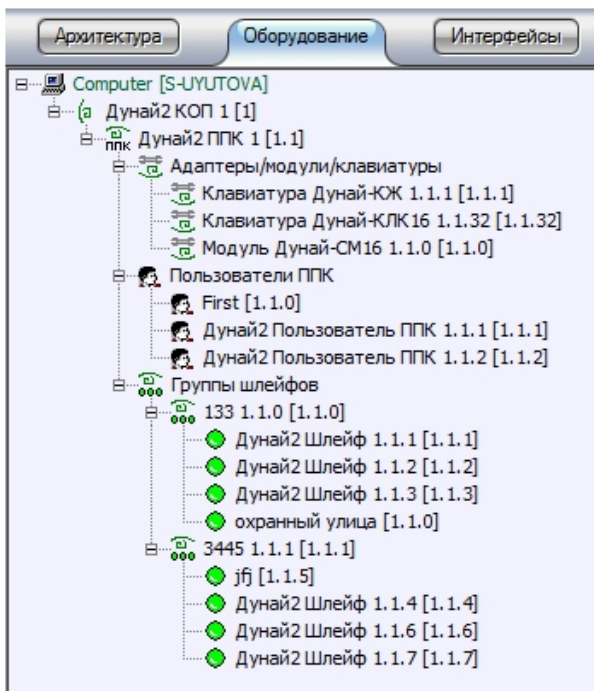 Архитектура Оборудование Интерфейсы
Computer [S-UYUTOVA]
Дунай2 КОП 1 [1]
ппк Дунай2 ППК 1 [1.1]
Адаптеры/модули/клавиатуры
Клавиатура Дунай-КЖ 1.1.1 [1.1.1]
Клавиатура Дунай-КЛК16 1.1.32 [1.1.32]
Модуль Дунай-СМ16 1.1.0 [1.1.0]
Пользователи ППК
First [1.1.0]
Дунай2 Пользователь ППК 1.1.1 [1.1.1]
Дунай2 Пользователь ППК 1.1.2 [1.1.2]
Группы шлейфов
133 1.1.0 [1.1.0]
Дунай2 Шлейф 1.1.1 [1.1.1]
Дунай2 Шлейф 1.1.2 [1.1.2]
Дунай2 Шлейф 1.1.3 [1.1.3]
охранный улица [1.1.0]
3445 1.1.1 [1.1.1]
jfj [1.1.5]
Дунай2 Шлейф 1.1.4 [1.1.4]
Дунай2 Шлейф 1.1.6 [1.1.6]
Дунай2 Шлейф 1.1.7 [1.1.7]